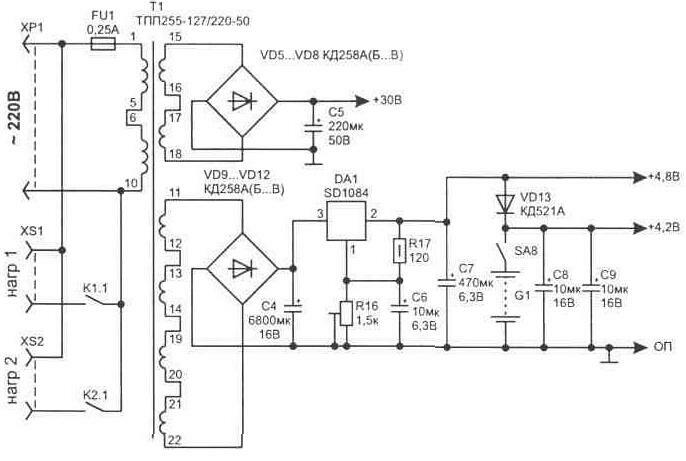 T1
ТПП255-127/220-50
XP1
FU1
0,25А
1
15
VD5...VD8 КД258А(Б...В)
16
5
6
17
+30В
C5
220мк
50В
~ 220В
18
10
VD9...VD12
КД258А(Б...В)
11
DA1
SD1084
+4,8В
VD13
КД521А
3
2
XS1
12
R17
120
+4,2В
нагр 1
13
1
SA8
C7
470мк
6,3В
C8
10мк
16В
C9
10мк
16В
K1.1
14
C4
6800мк
16В
R16
1,5к
C6
10мк
6,3В
G1
XS2
19
ОП
нагр 2
20
K2.1
21
22